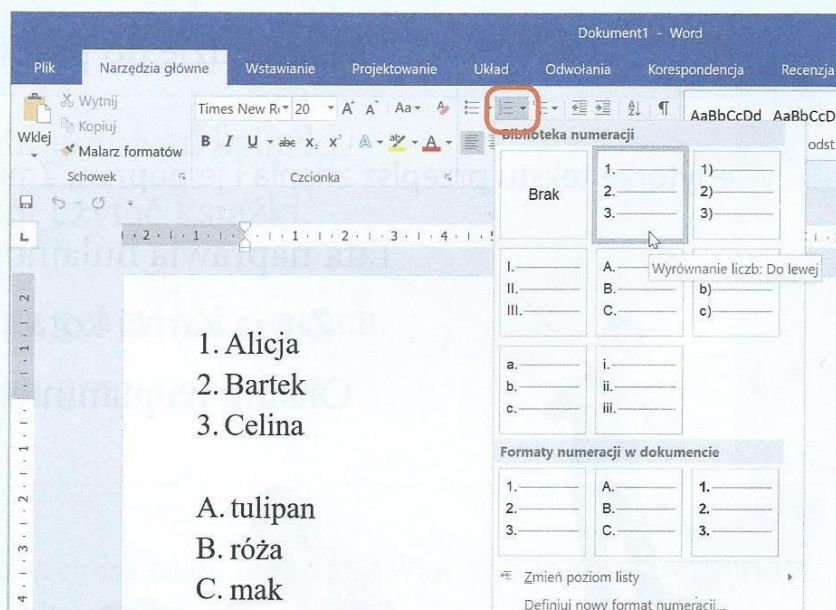 Dokument1 - Word
Plik Narzędzia główne Wstawianie Projektowanie Układ Odwołania Korespondencja Recenzja
Wklej
Wytnij
Kopiuj
Malarz formatów
Schowek
Times New R 20
Czcionka
AaBbCcDd AaBbCcD
odst.
Biblioteka numeracji
Brak
1.
2.
3.
1)
2)
3)
I.
II.
III.
A.
B.
C.
b)
c)
Wyrównanie liczb: Do lewej
a.
b.
c.
i.
ii.
iii.
Formaty numeracji w dokumencie
1.
2.
3.
A.
B.
C.
1.
2.
3.
Zmień poziom listy
Definiuj nowy format numeracji...
1. Alicja
2. Bartek
3. Celina
A. tulipan
B. róża
C. mak